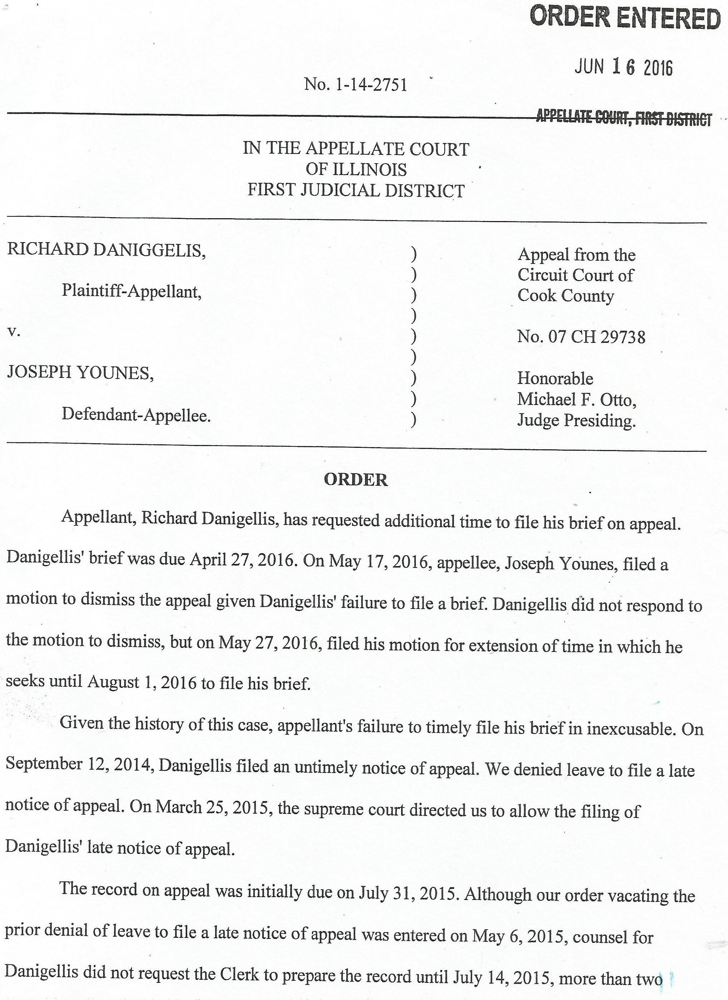 ORDER ENTERED
JUN 16 2016
No. 1-14-2751
APPELLATE COURT, FIRST DISTRICT
IN THE APPELLATE COURT
OF ILLINOIS
FIRST JUDICIAL DISTRICT
RICHARD DANIGGELIS,
Plaintiff-Appellant,
v.
JOSEPH YOUNES,
Defendant-Appellee.
)
)
)
)
)
)
)
)
)
Appeal from the
Circuit Court of
Cook County
No. 07 CH 29738
Honorable
Michael F. Otto,
Judge Presiding.
ORDER
Appellant, Richard Danigellis, has requested additional time to file his brief on appeal.
Danigellis' brief was due April 27, 2016. On May 17, 2016, appellee, Joseph Younes, filed a
motion to dismiss the appeal given Danigellis' failure to file a brief. Danigellis did not respond to
the motion to dismiss, but on May 27, 2016, filed his motion for extension of time in which he
seeks until August 1, 2016 to file his brief.
Given the history of this case, appellant's failure to timely file his brief in inexcusable. On
September 12, 2014, Danigellis filed an untimely notice of appeal. We denied leave to file a late
notice of appeal. On March 25, 2015, the supreme court directed us to allow the filing of
Danigellis' late notice of appeal.
The record on appeal was initially due on July 31, 2015. Although our order vacating the
prior denial of leave to file a late notice of appeal was entered on May 6, 2015, counsel for
Danigellis did not request the Clerk to prepare the record until July 14, 2015, more than two